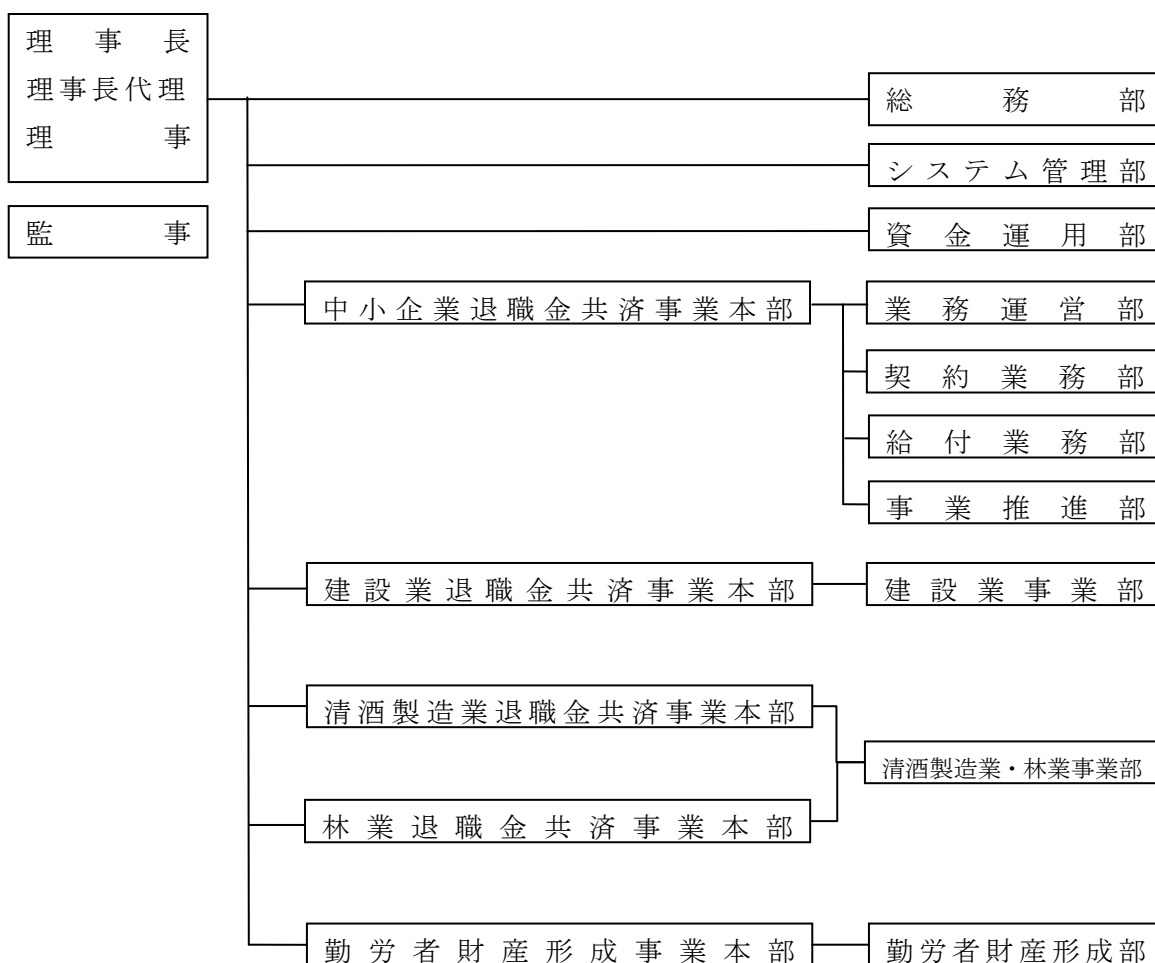 理事長
理事長代理
理事
監事
総務部
システム管理部
資金運用部
中小企業退職金共済事業本部
業務運営部
契約業務部
給付業務部
事業推進部
建設業退職金共済事業本部
建設業事業部
清酒製造業退職金共済事業本部
清酒製造業・林業事業部
林業退職金共済事業本部
勤労者財産形成事業本部
勤労者財産形成部